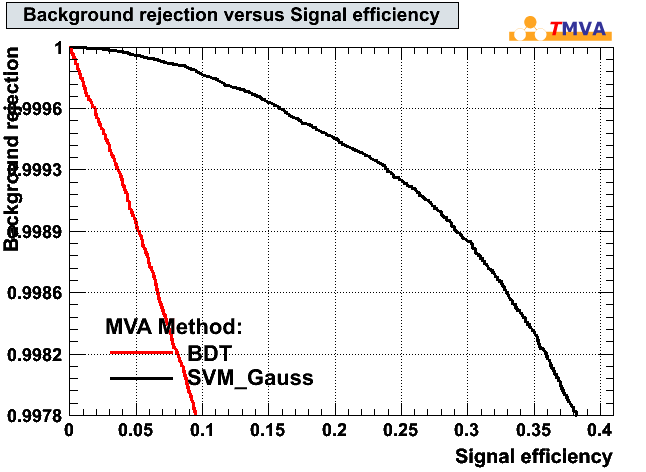 Background rejection versus Signal efficiency
TMVA
Background rejection
1
0.9996
0.9993
0.9989
0.9986
0.9982
0.9978
MVA Method:
BDT
SVM_Gauss
0 0.05 0.1 0.15 0.2 0.25 0.3 0.35 0.4
Signal efficiency